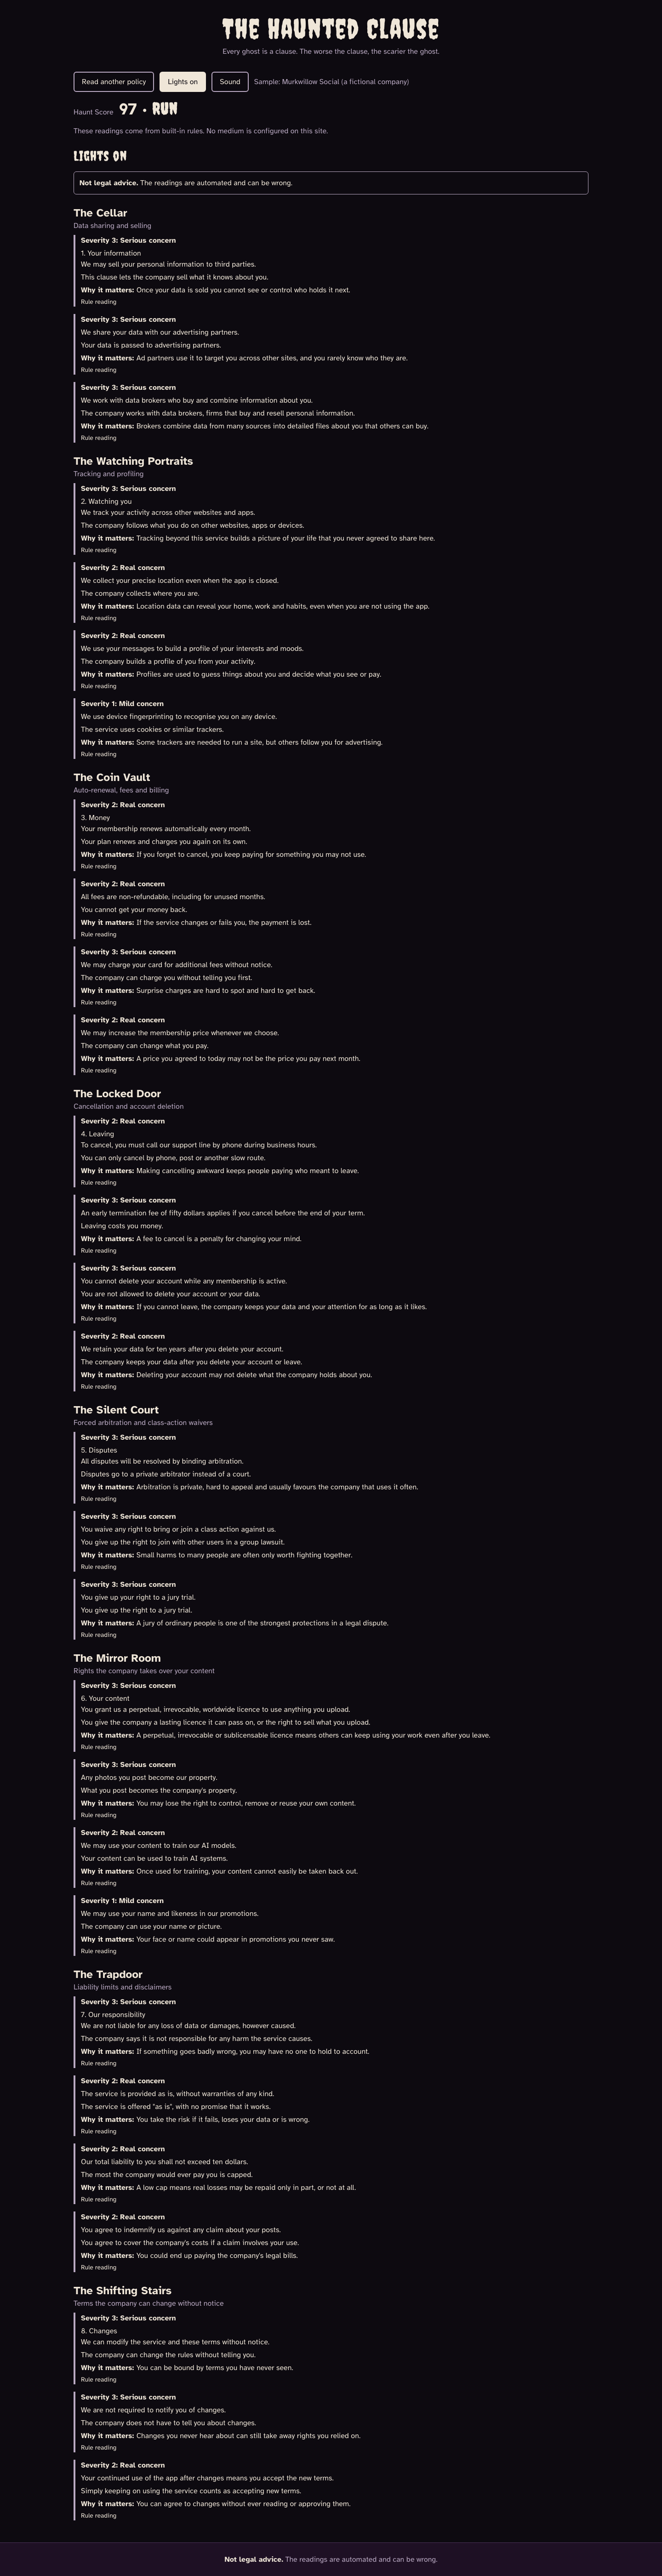 THE HAUNTED CLAUSE
Every ghost is a clause. The worse the clause, the scarier the ghost.
Read another policy
Lights on
Sound
Sample: Murkwillow Social (a fictional company)
Haunt Score 97 · RUN
These readings come from built-in rules. No medium is configured on this site.
LIGHTS ON
Not legal advice. The readings are automated and can be wrong.
The Cellar
Data sharing and selling
Severity 3: Serious concern
1. Your information
We may sell your personal information to third parties.
This clause lets the company sell what it knows about you.
Why it matters: Once your data is sold you cannot see or control who holds it next.
Rule reading
Severity 3: Serious concern
We share your data with our advertising partners.
Your data is passed to advertising partners.
Why it matters: Ad partners use it to target you across other sites, and you rarely know who they are.
Rule reading
Severity 3: Serious concern
We work with data brokers who buy and combine information about you.
The company works with data brokers, firms that buy and resell personal information.
Why it matters: Brokers combine data from many sources into detailed files about you that others can buy.
Rule reading
The Watching Portraits
Tracking and profiling
Severity 3: Serious concern
2. Watching you
We track your activity across other websites and apps.
The company follows what you do on other websites, apps or devices.
Why it matters: Tracking beyond this service builds a picture of your life that you never agreed to share here.
Rule reading
Severity 2: Real concern
We collect your precise location even when the app is closed.
The company collects where you are.
Why it matters: Location data can reveal your home, work and habits, even when you are not using the app.
Rule reading
Severity 2: Real concern
We use your messages to build a profile of your interests and moods.
The company builds a profile of you from your activity.
Why it matters: Profiles are used to guess things about you and decide what you see or pay.
Rule reading
Severity 1: Mild concern
We use device fingerprinting to recognise you on any device.
The service uses cookies or similar trackers.
Why it matters: Some trackers are needed to run a site, but others follow you for advertising.
Rule reading
The Coin Vault
Auto-renewal, fees and billing
Severity 2: Real concern
3. Money
Your membership renews automatically every month.
Your plan renews and charges you again on its own.
Why it matters: If you forget to cancel, you keep paying for something you may not use.
Rule reading
Severity 2: Real concern
All fees are non-refundable, including for unused months.
You cannot get your money back.
Why it matters: If the service changes or fails you, the payment is lost.
Rule reading
Severity 3: Serious concern
We may charge your card for additional fees without notice.
The company can charge you without telling you first.
Why it matters: Surprise charges are hard to spot and hard to get back.
Rule reading
Severity 2: Real concern
We may increase the membership price whenever we choose.
The company can change what you pay.
Why it matters: A price you agreed to today may not be the price you pay next month.
Rule reading
The Locked Door
Cancellation and account deletion
Severity 2: Real concern
4. Leaving
To cancel, you must call our support line by phone during business hours.
You can only cancel by phone, post or another slow route.
Why it matters: Making cancelling awkward keeps people paying who meant to leave.
Rule reading
Severity 3: Serious concern
An early termination fee of fifty dollars applies if you cancel before the end of your term.
Leaving costs you money.
Why it matters: A fee to cancel is a penalty for changing your mind.
Rule reading
Severity 3: Serious concern
You cannot delete your account while any membership is active.
You are not allowed to delete your account or your data.
Why it matters: If you cannot leave, the company keeps your data and your attention for as long as it likes.
Rule reading
Severity 2: Real concern
We retain your data for ten years after you delete your account.
The company keeps your data after you delete your account or leave.
Why it matters: Deleting your account may not delete what the company holds about you.
Rule reading
The Silent Court
Forced arbitration and class-action waivers
Severity 3: Serious concern
5. Disputes
All disputes will be resolved by binding arbitration.
Disputes go to a private arbitrator instead of a court.
Why it matters: Arbitration is private, hard to appeal and usually favours the company that uses it often.
Rule reading
Severity 3: Serious concern
You waive any right to bring or join a class action against us.
You give up the right to join with other users in a group lawsuit.
Why it matters: Small harms to many people are often only worth fighting together.
Rule reading
Severity 3: Serious concern
You give up your right to a jury trial.
You give up the right to a jury trial.
Why it matters: A jury of ordinary people is one of the strongest protections in a legal dispute.
Rule reading
The Mirror Room
Rights the company takes over your content
Severity 3: Serious concern
6. Your content
You grant us a perpetual, irrevocable, worldwide licence to use anything you upload.
You give the company a lasting licence it can pass on, or the right to sell what you upload.
Why it matters: A perpetual, irrevocable or sublicensable licence means others can keep using your work even after you leave.
Rule reading
Severity 3: Serious concern
Any photos you post become our property.
What you post becomes the company's property.
Why it matters: You may lose the right to control, remove or reuse your own content.
Rule reading
Severity 2: Real concern
We may use your content to train our AI models.
Your content can be used to train AI systems.
Why it matters: Once used for training, your content cannot easily be taken back out.
Rule reading
Severity 1: Mild concern
We may use your name and likeness in our promotions.
The company can use your name or picture.
Why it matters: Your face or name could appear in promotions you never saw.
Rule reading
The Trapdoor
Liability limits and disclaimers
Severity 3: Serious concern
7. Our responsibility
We are not liable for any loss of data or damages, however caused.
The company says it is not responsible for any harm the service causes.
Why it matters: If something goes badly wrong, you may have no one to hold to account.
Rule reading
Severity 2: Real concern
The service is provided as is, without warranties of any kind.
The service is offered "as is", with no promise that it works.
Why it matters: You take the risk if it fails, loses your data or is wrong.
Rule reading
Severity 2: Real concern
Our total liability to you shall not exceed ten dollars.
The most the company would ever pay you is capped.
Why it matters: A low cap means real losses may be repaid only in part, or not at all.
Rule reading
Severity 2: Real concern
You agree to indemnify us against any claim about your posts.
You agree to cover the company's costs if a claim involves your use.
Why it matters: You could end up paying the company's legal bills.
Rule reading
The Shifting Stairs
Terms the company can change without notice
Severity 3: Serious concern
8. Changes
We can modify the service and these terms without notice.
The company can change the rules without telling you.
Why it matters: You can be bound by terms you have never seen.
Rule reading
Severity 3: Serious concern
We are not required to notify you of changes.
The company does not have to tell you about changes.
Why it matters: Changes you never hear about can still take away rights you relied on.
Rule reading
Severity 2: Real concern
Your continued use of the app after changes means you accept the new terms.
Simply keeping on using the service counts as accepting new terms.
Why it matters: You can agree to changes without ever reading or approving them.
Rule reading
Not legal advice. The readings are automated and can be wrong.